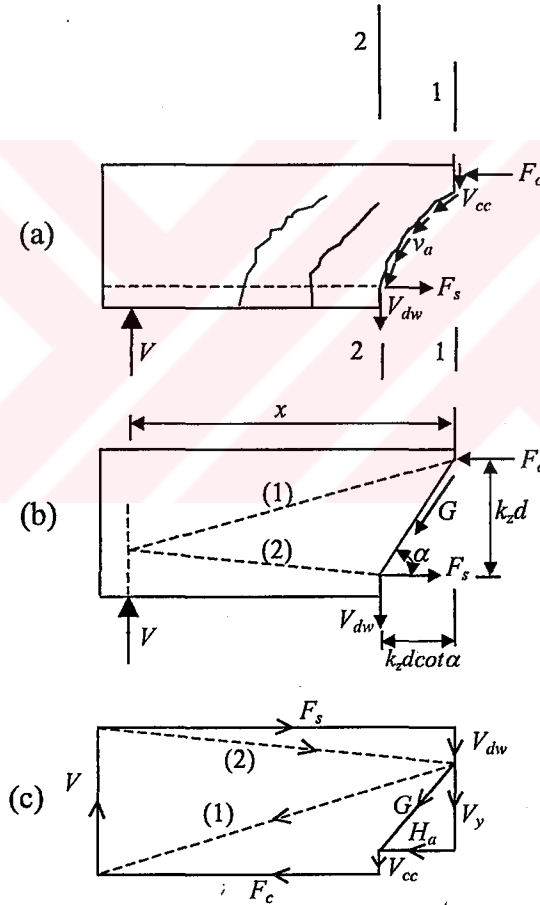 2
1
F_c
V_cc
(a)
v_a
F_s
V_dw
V
2
1
x
F_c
(1)
G
k_z d
(b)
(2)
α
F_s
V_dw
V
k_z d cot α
F_s
V_dw
(2)
V
(c)
(1)
G
V_y
H_a
V_cc
F_c